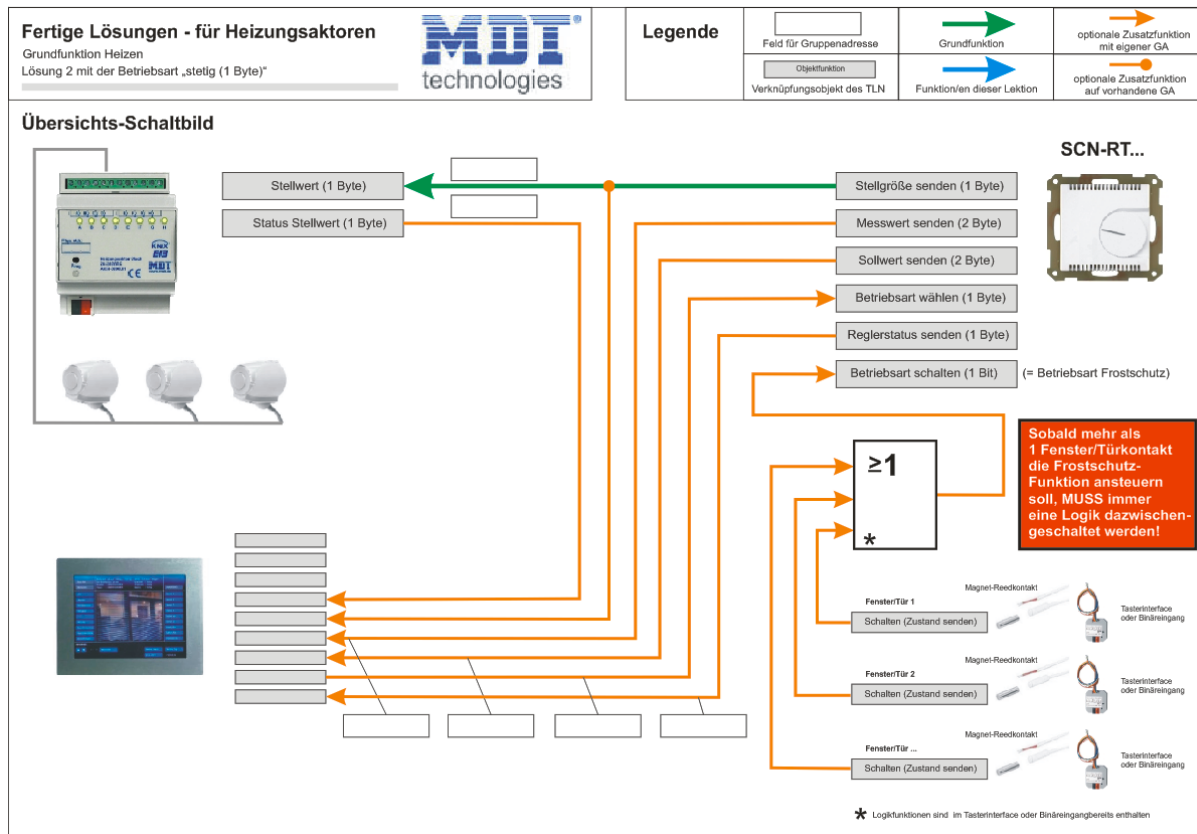 Fertige Lösungen - für Heizungsaktoren
Grundfunktion Heizen
Lösung 2 mit der Betriebsart „stetig (1 Byte)"
MDT
technologies
Legende
Feld für Gruppenadresse
Grundfunktion
optionale Zusatzfunktion
mit eigener GA
Objektfunktion
Verknüpfungsobjekt des TLN
Funktion/en dieser Lektion
optionale Zusatzfunktion
auf vorhandene GA
Übersichts-Schaltbild
SCN-RT...
Stellwert (1 Byte)
Stellgröße senden (1 Byte)
Status Stellwert (1 Byte)
Messwert senden (2 Byte)
Sollwert senden (2 Byte)
Betriebsart wählen (1 Byte)
Reglerstatus senden (1 Byte)
Betriebsart schalten (1 Bit)
(= Betriebsart Frostschutz)
A B C D E F G H
KNX
EIB
MDT
CE
≥1
*
Sobald mehr als
1 Fenster/Türkontakt
die Frostschutz-
Funktion ansteuern
soll, MUSS immer
eine Logik dazwischen-
geschaltet werden!
Magnet-Reedkontakt
Fenster/Tür 1
Schalten (Zustand senden)
Tasterinterface
oder Binäreingang
Magnet-Reedkontakt
Fenster/Tür 2
Schalten (Zustand senden)
Tasterinterface
oder Binäreingang
Magnet-Reedkontakt
Fenster/Tür ...
Schalten (Zustand senden)
Tasterinterface
oder Binäreingang
* Logikfunktionen sind im Tasterinterface oder Binäreingangbereits enthalten